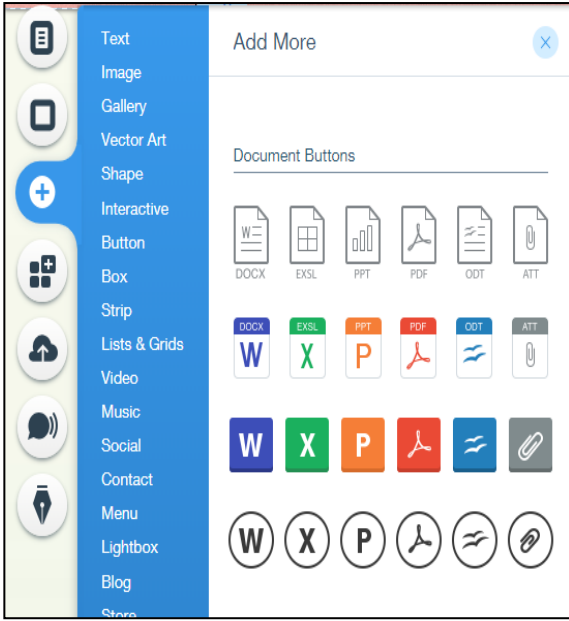 Text
Image
Gallery
Vector Art
Shape
Interactive
Button
Box
Strip
Lists & Grids
Video
Music
Social
Contact
Menu
Lightbox
Blog
Store
Add More
X
Document Buttons
W
DOCX EXSL PPT PDF ODT ATT
DOCX EXSL PPT PDF ODT ATT
W X P
W X P
W X P